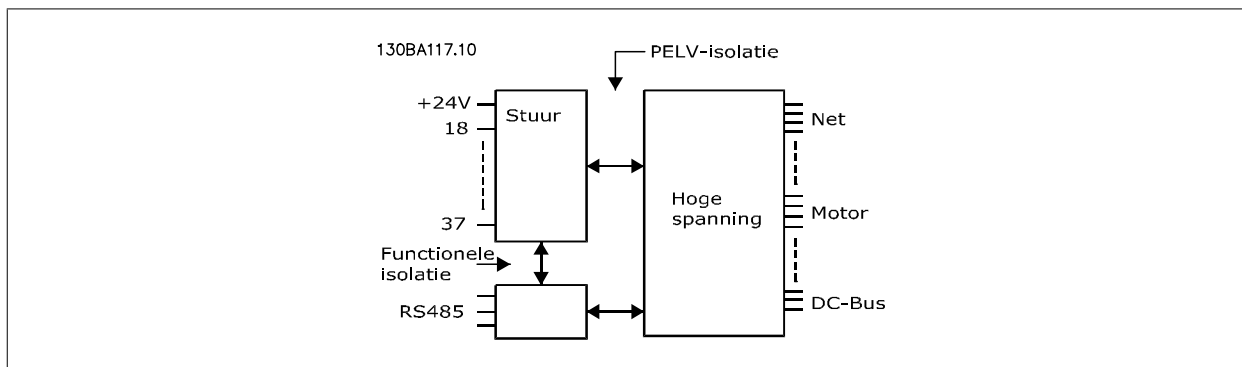 130BA117.10
PELV-isolatie
+24V
18
37
Stuur
Hoge
spanning
Net
Motor
DC-Bus
Functionele
isolatie
RS485